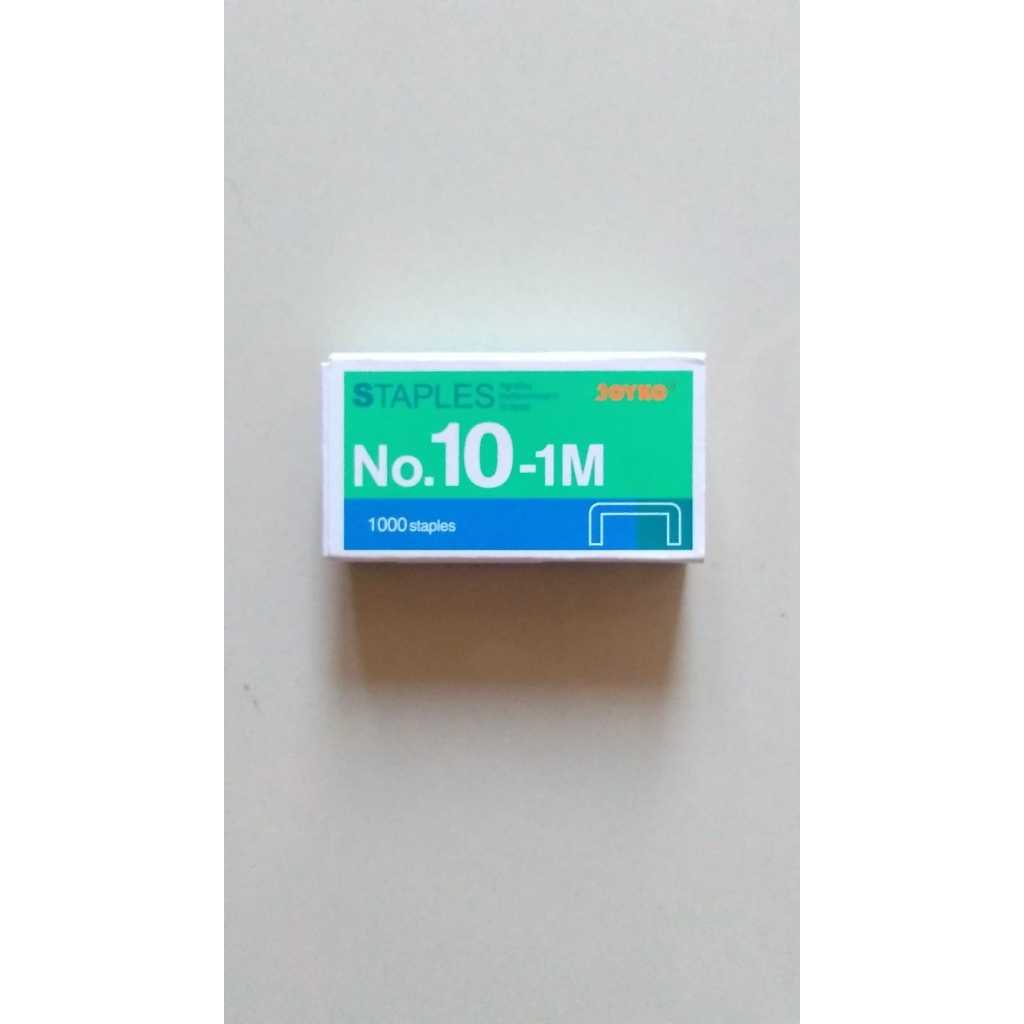 STAPLES
JOYKO
No.10-1M
1000 staples